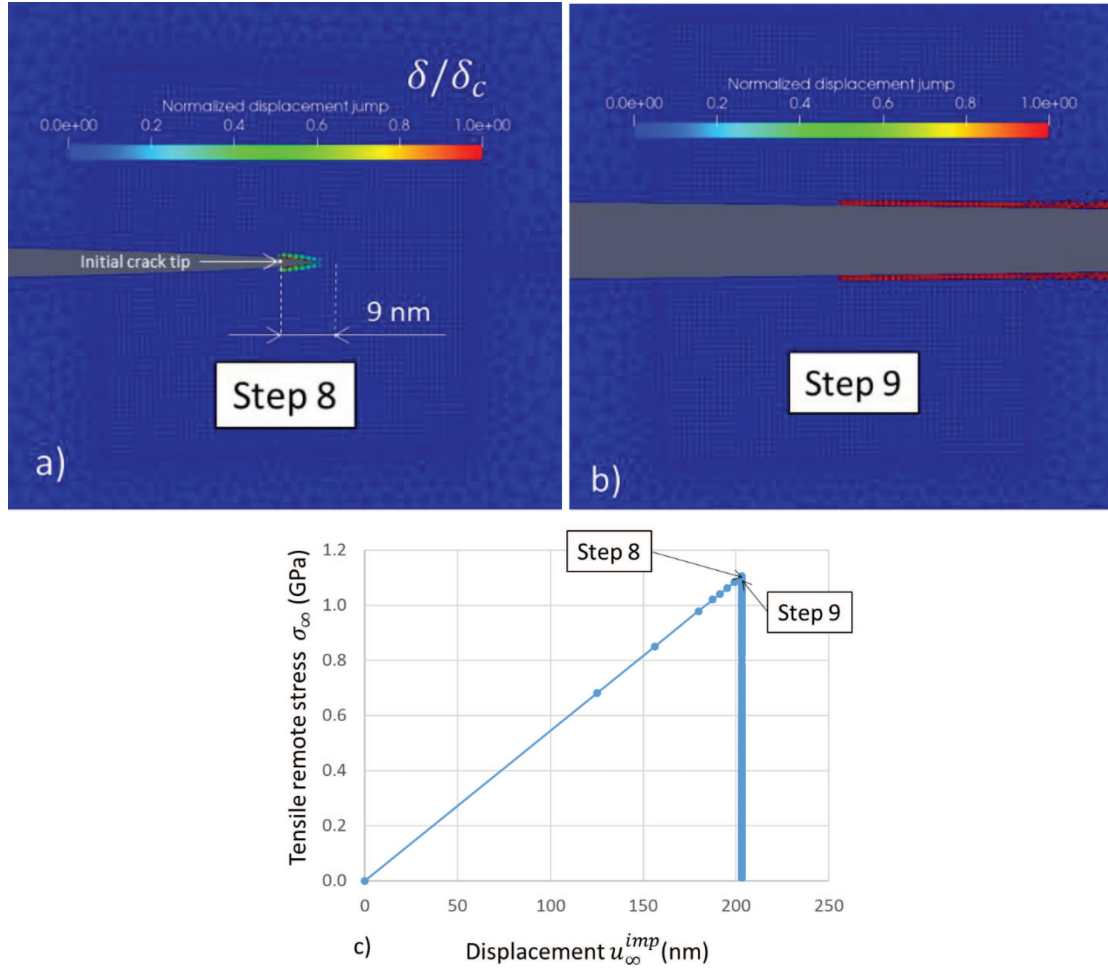 δ/δc
Normalized displacement jump
0.0e+00 0.2 0.4 0.6 0.8 1.0e+00
Initial crack tip
9 nm
Step 8
a)
Normalized displacement jump
0.0e+00 0.2 0.4 0.6 0.8 1.0e+00
Step 9
b)
Tensile remote stress σ∞ (GPa)
1.2
1.0
0.8
0.6
0.4
0.2
0.0
Step 8
Step 9
0 50 100 150 200 250
c)
Displacement u∞^imp (nm)